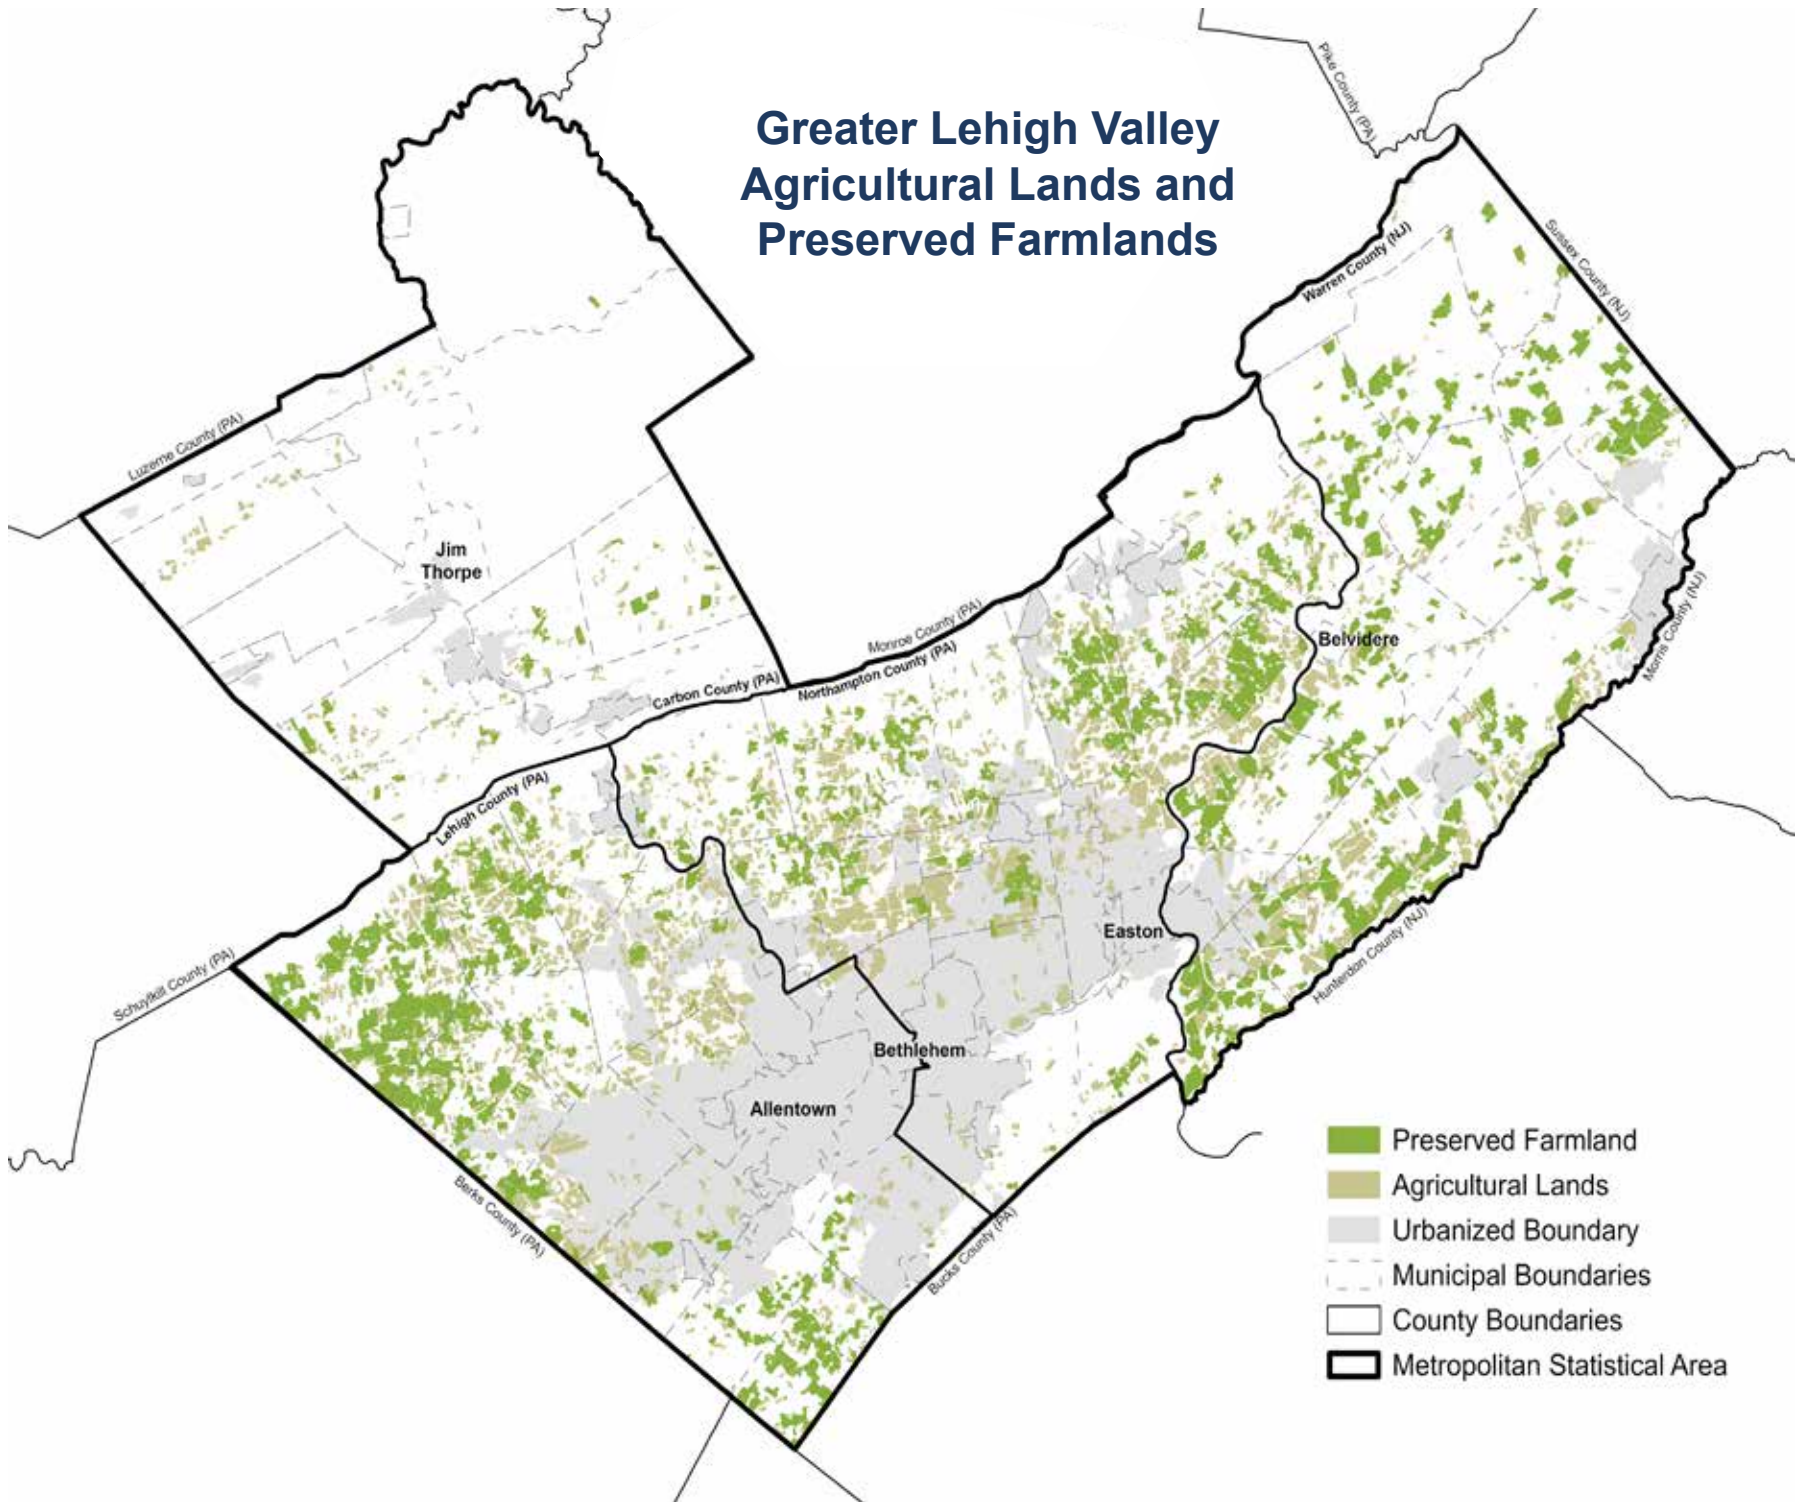 Greater Lehigh Valley
Agricultural Lands and
Preserved Farmlands
Pike County (PA)
Warren County (NJ)
Sussex County (NJ)
Luzerne County (PA)
Jim
Thorpe
Monroe County (PA)
Northampton County (PA)
Carbon County (PA)
Belvidere
Morris County (NJ)
Lehigh County (PA)
Schuylkill County (PA)
Easton
Hunterdon County (NJ)
Bethlehem
Allentown
Berks County (PA)
Bucks County (PA)
Preserved Farmland
Agricultural Lands
Urbanized Boundary
Municipal Boundaries
County Boundaries
Metropolitan Statistical Area